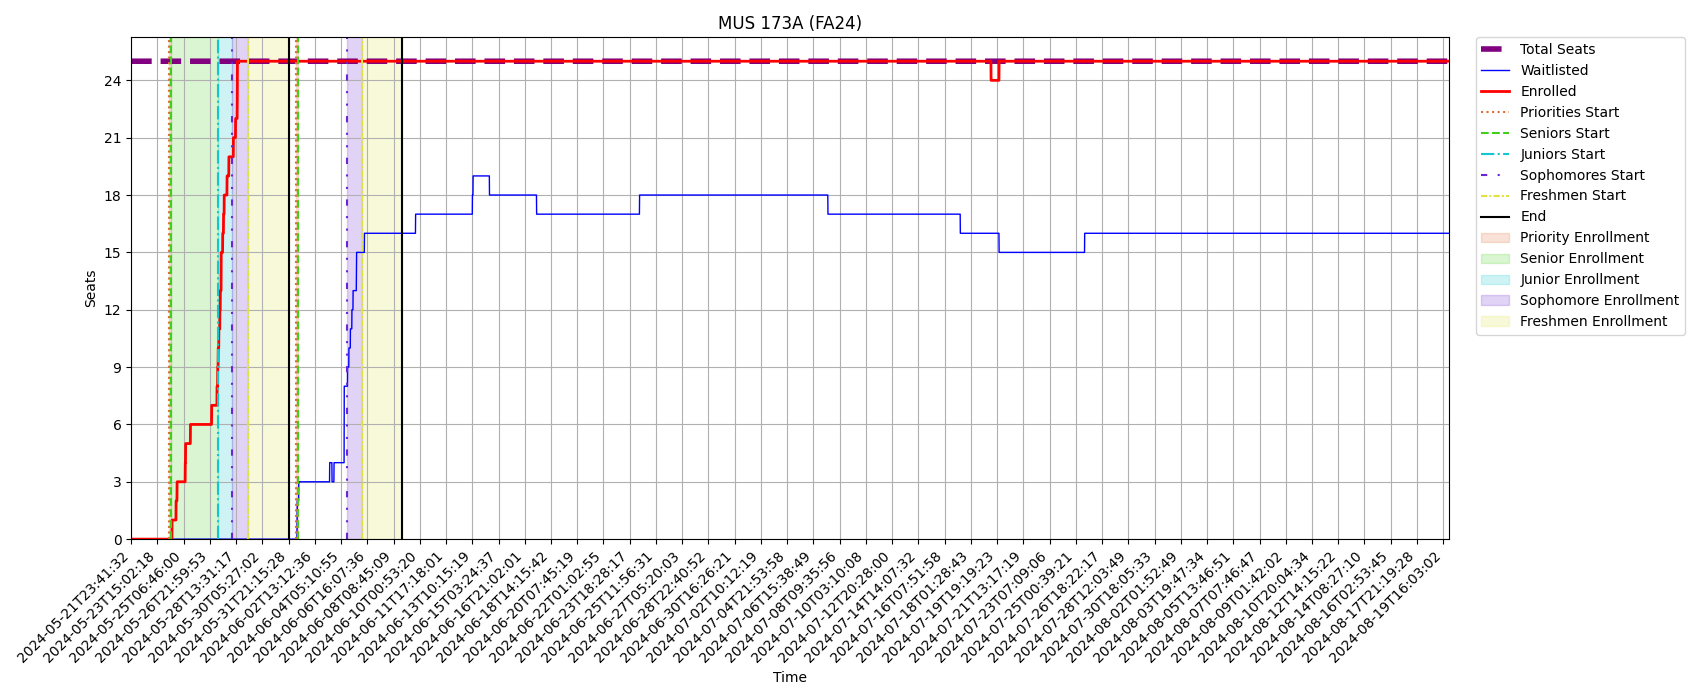 MUS 173A (FA24)
Total Seats
Waitlisted
Enrolled
Priorities Start
Seniors Start
Juniors Start
Sophomores Start
Freshmen Start
End
Priority Enrollment
Senior Enrollment
Junior Enrollment
Sophomore Enrollment
Freshmen Enrollment
Seats
24
21
18
15
12
9
6
3
0
2024-05-21T23:41:32
2024-05-23T15:02:18
2024-05-25T06:46:00
2024-05-26T21:59:53
2024-05-28T13:31:17
2024-05-30T05:27:02
2024-05-31T21:15:28
2024-06-02T13:12:36
2024-06-04T05:10:55
2024-06-06T16:07:36
2024-06-08T08:45:09
2024-06-10T00:53:20
2024-06-11T17:18:01
2024-06-13T10:15:19
2024-06-15T03:24:37
2024-06-16T21:02:01
2024-06-18T14:15:42
2024-06-20T07:45:19
2024-06-22T01:02:55
2024-06-23T18:28:17
2024-06-25T11:56:31
2024-06-27T05:20:03
2024-06-28T22:40:52
2024-06-30T16:26:21
2024-07-02T10:12:19
2024-07-04T21:53:58
2024-07-06T15:38:49
2024-07-08T09:35:56
2024-07-10T03:10:08
2024-07-12T20:28:00
2024-07-14T14:07:32
2024-07-16T07:51:58
2024-07-18T01:28:43
2024-07-19T19:19:23
2024-07-21T13:17:19
2024-07-23T07:09:06
2024-07-25T00:39:21
2024-07-26T18:22:17
2024-07-28T12:03:49
2024-07-30T18:05:33
2024-08-02T01:52:49
2024-08-03T19:47:34
2024-08-05T13:46:51
2024-08-07T07:46:47
2024-08-09T01:42:02
2024-08-10T20:04:34
2024-08-12T14:15:22
2024-08-14T08:27:10
2024-08-16T02:53:45
2024-08-17T21:19:28
2024-08-19T16:03:02
Time